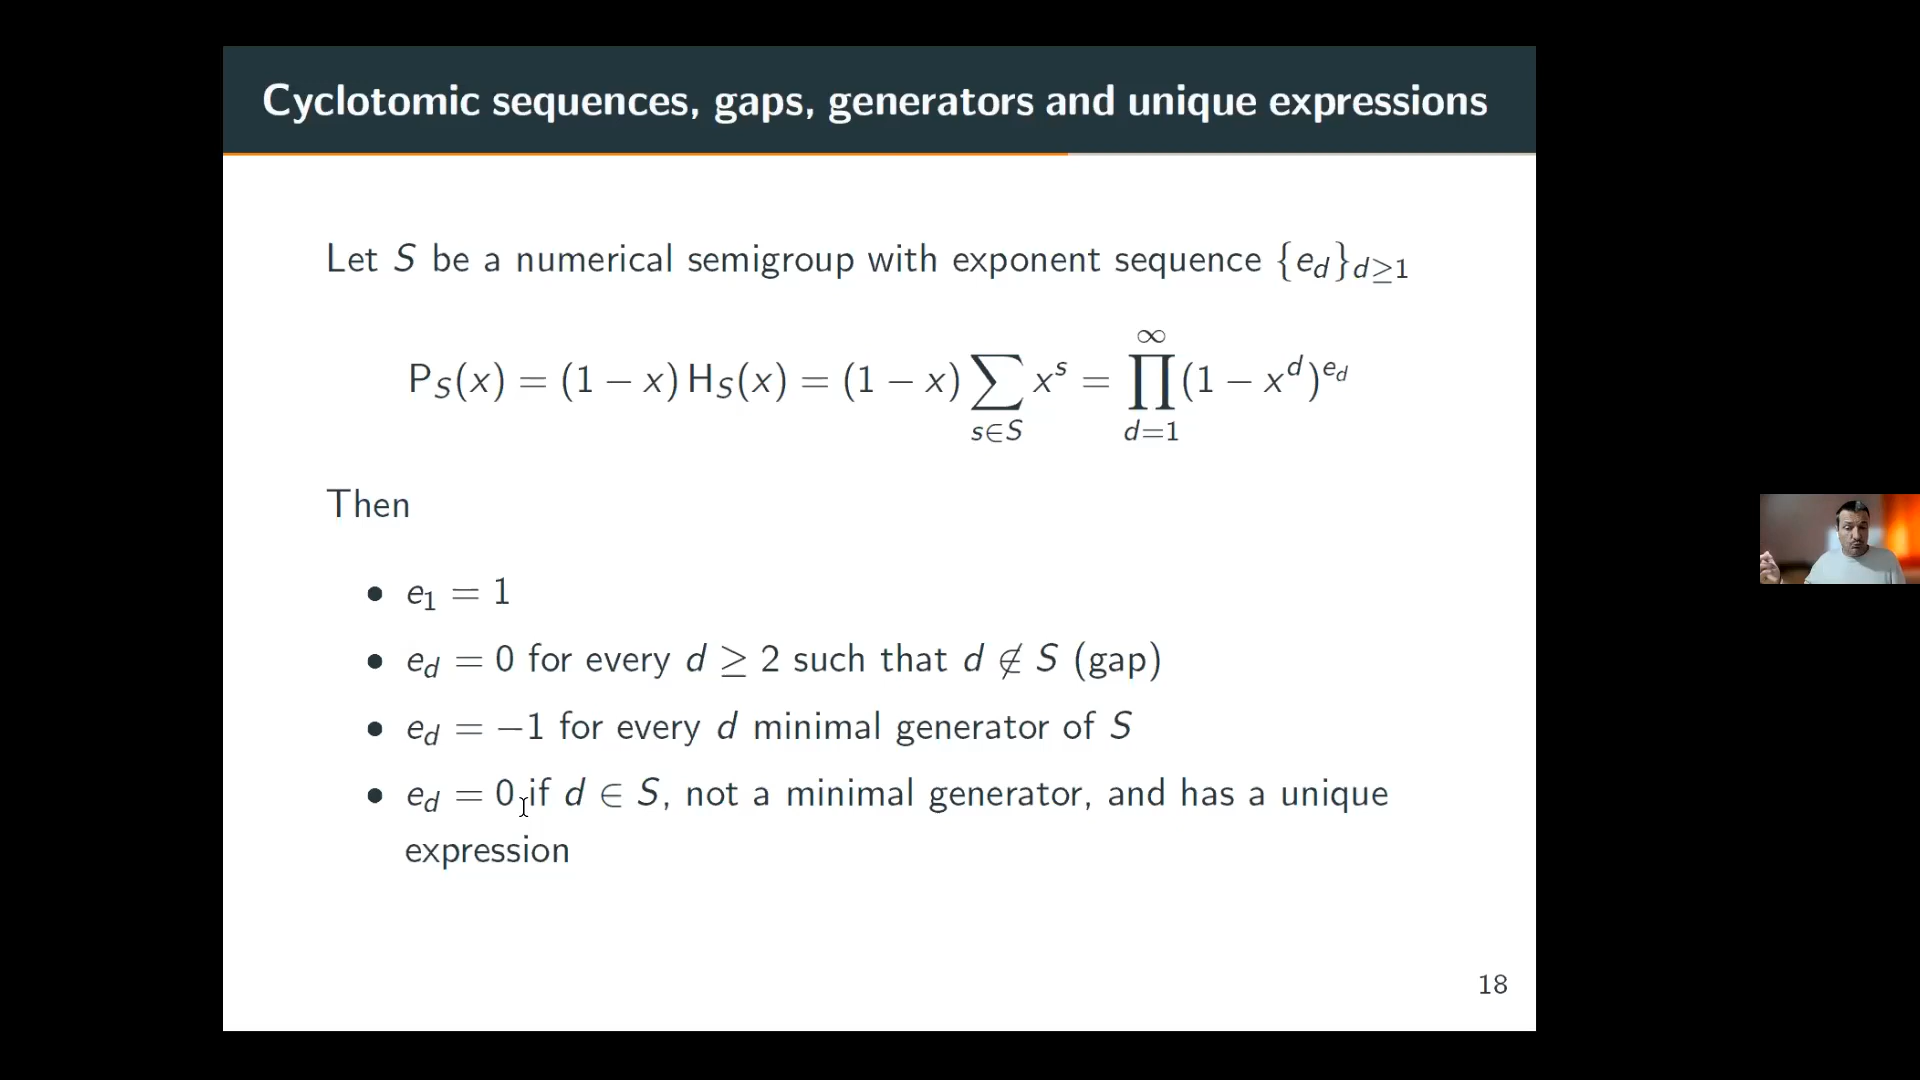 Cyclotomic sequences, gaps, generators and unique expressions
Let S be a numerical semigroup with exponent sequence {e_d}_{d≥1}
P_S(x) = (1 − x) H_S(x) = (1 − x) ∑_{s∈S} x^s = ∏_{d=1}^{∞} (1 − x^d)^{e_d}
Then
• e_1 = 1
• e_d = 0 for every d ≥ 2 such that d ∉ S (gap)
• e_d = −1 for every d minimal generator of S
• e_d = 0 if d ∈ S, not a minimal generator, and has a unique
expression
18